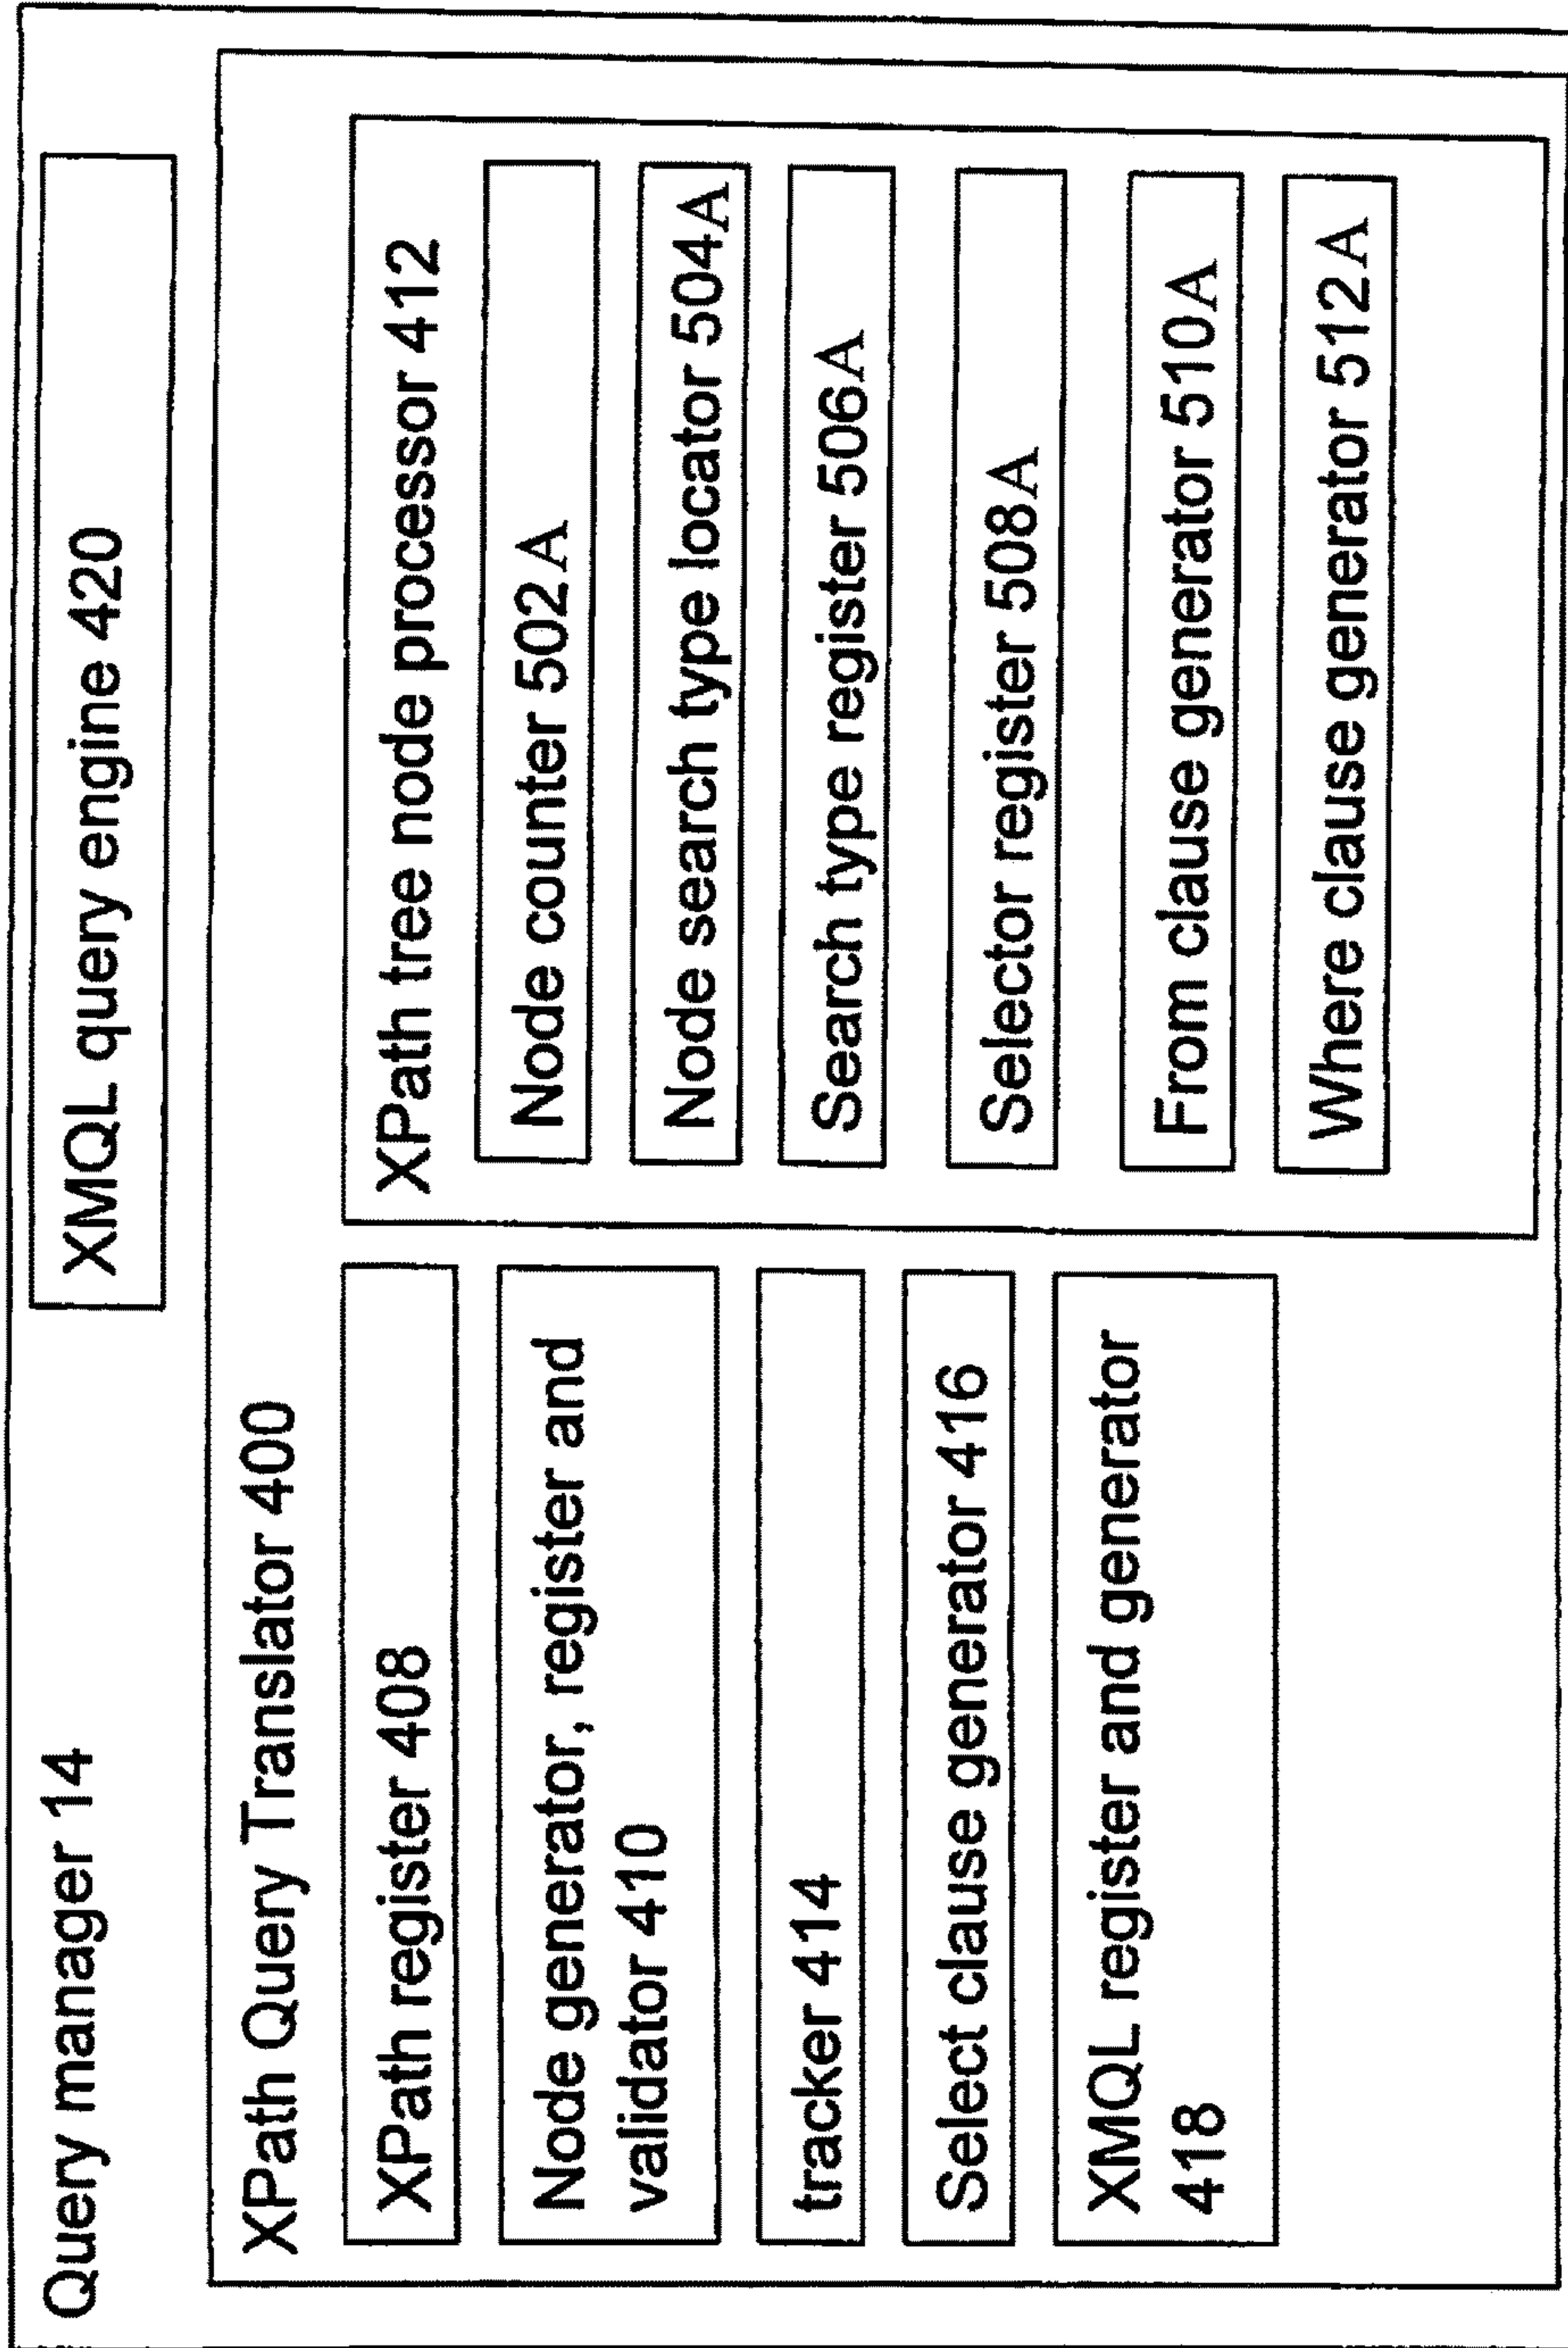 Query manager 14
XMQL query engine 420
XPath Query Translator 400
XPath register 408
Node generator, register and
validator 410
tracker 414
Select clause generator 416
XMQL register and generator
418
XPath tree node processor 412
Node counter 502A
Node search type locator 504A
Search type register 506A
Selector register 508A
From clause generator 510A
Where clause generator 512A